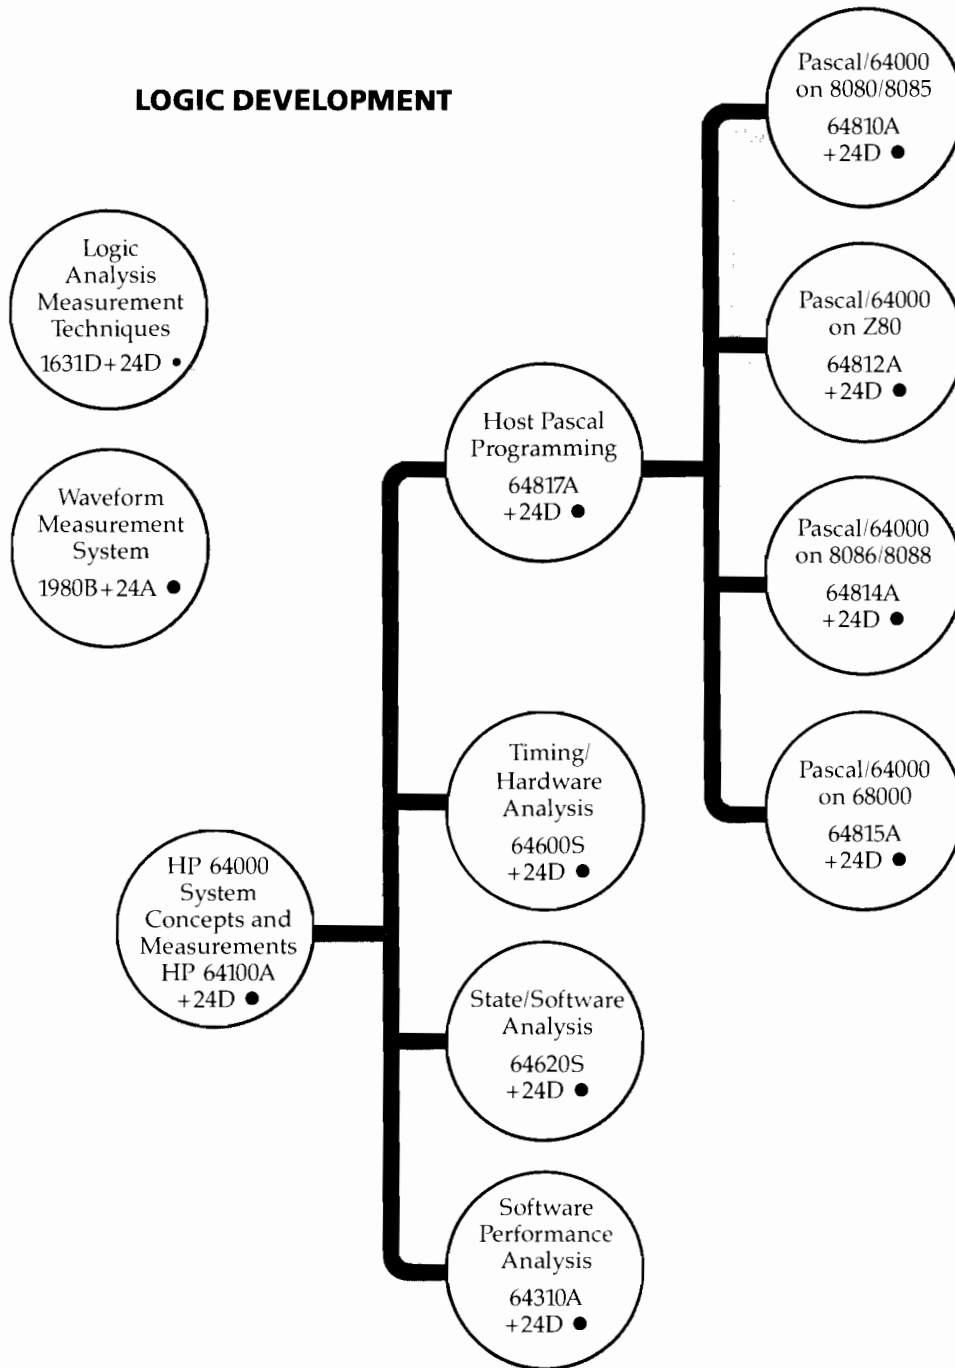 LOGIC DEVELOPMENT
Logic
Analysis
Measurement
Techniques
1631D+24D ●
Waveform
Measurement
System
1980B+24A ●
HP 64000
System
Concepts and
Measurements
HP 64100A
+24D ●
Host Pascal
Programming
64817A
+24D ●
Timing/
Hardware
Analysis
64600S
+24D ●
State/Software
Analysis
64620S
+24D ●
Software
Performance
Analysis
64310A
+24D ●
Pascal/64000
on 8080/8085
64810A
+24D ●
Pascal/64000
on Z80
64812A
+24D ●
Pascal/64000
on 8086/8088
64814A
+24D ●
Pascal/64000
on 68000
64815A
+24D ●